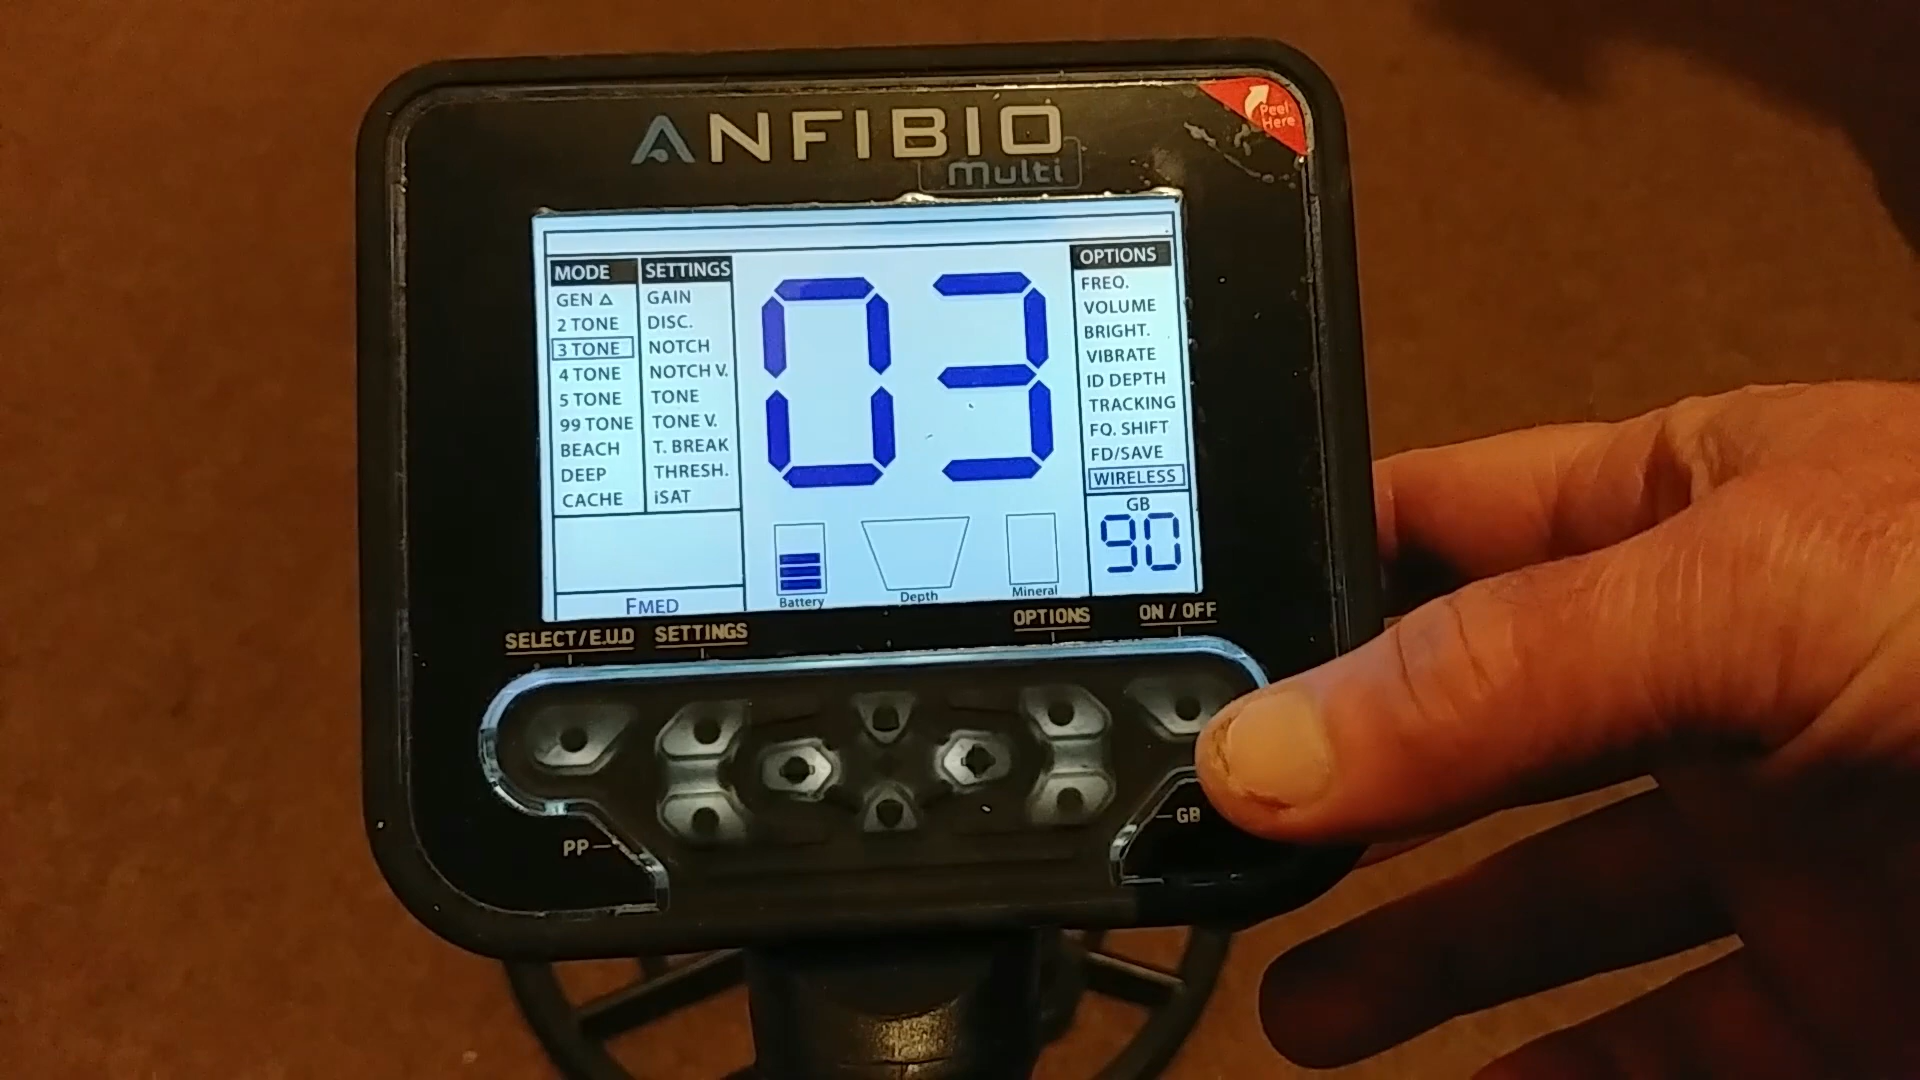 ANFIBIO
multi
Peel
Here
MODE
GEN △
2 TONE
3 TONE
4 TONE
5 TONE
99 TONE
BEACH
DEEP
CACHE
SETTINGS
GAIN
DISC.
NOTCH
NOTCH V.
TONE
TONE V.
T. BREAK
THRESH.
iSAT
03
OPTIONS
FREQ.
VOLUME
BRIGHT.
VIBRATE
ID DEPTH
TRACKING
FQ. SHIFT
FD/SAVE
WIRELESS
GB
90
FMED
Battery
Depth
Mineral
SELECT/E.U.D
SETTINGS
OPTIONS
ON / OFF
PP
GB